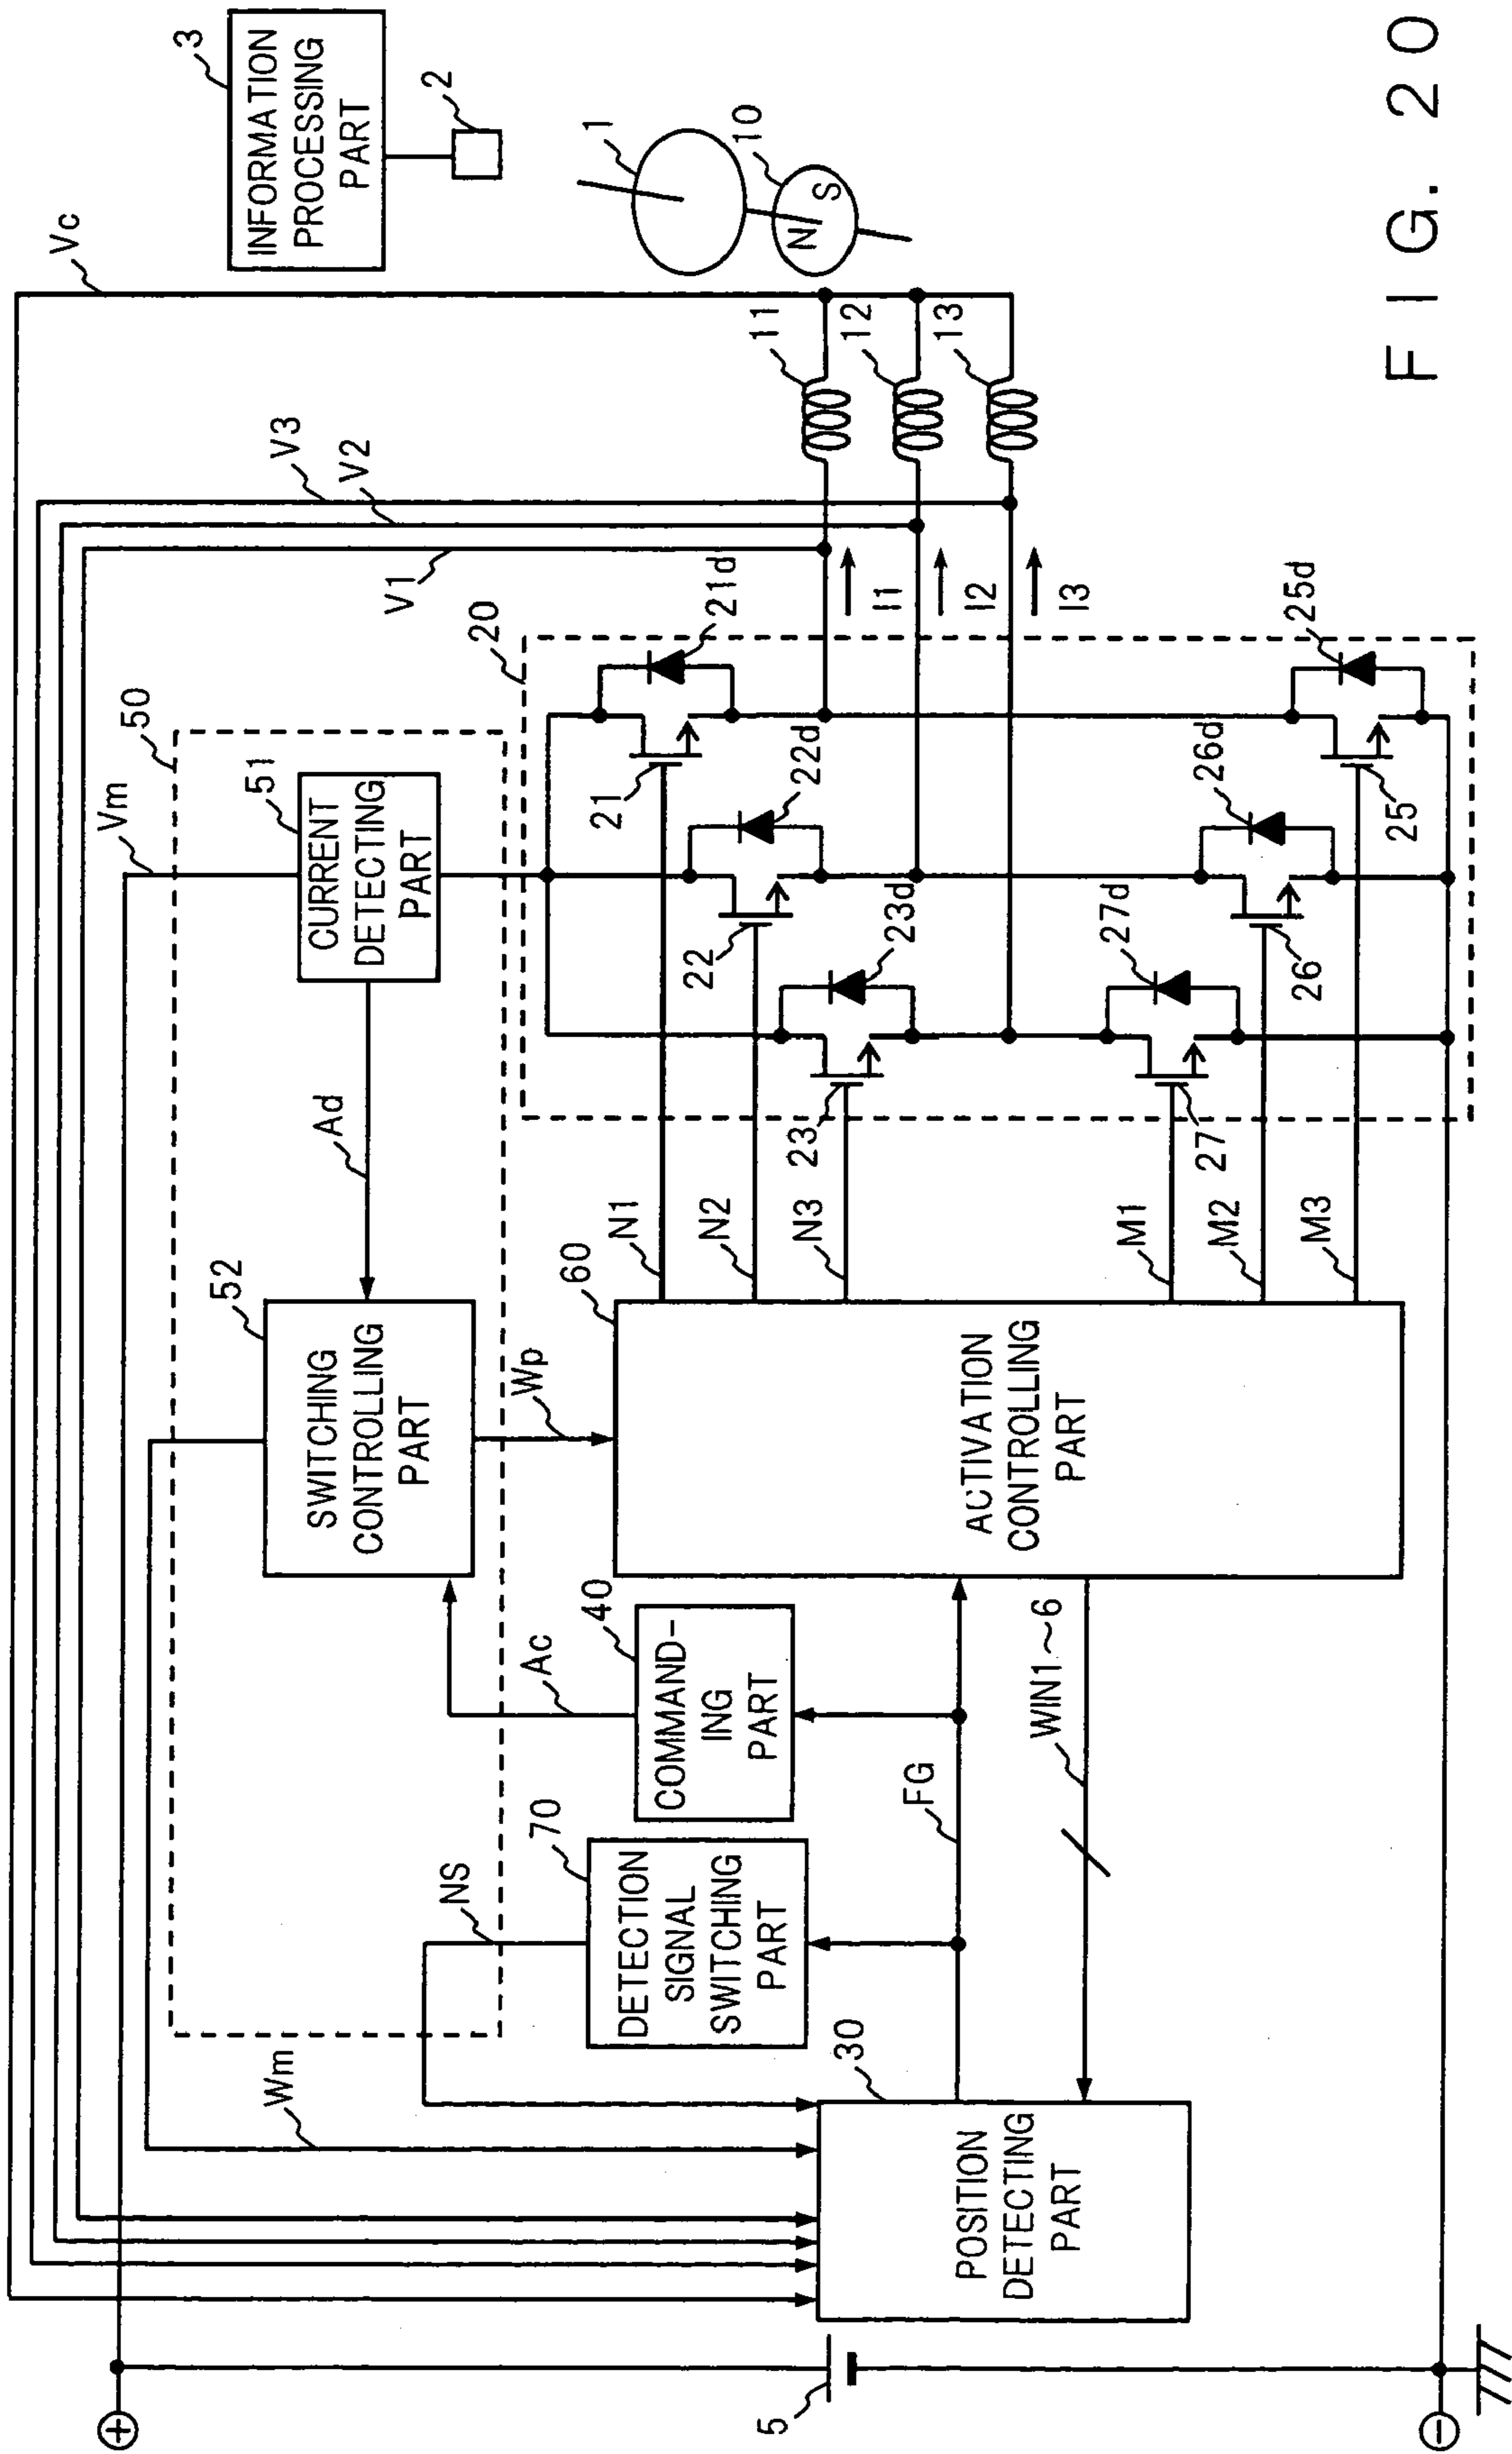 Vc
3
INFORMATION
PROCESSING
PART
2
1
10
N
S
V3
V2
V1
11
12
13
Vm
50
51
CURRENT
DETECTING
PART
20
21d
I1
I2
I3
25d
21
22d
26d
25
22
23d
27d
26
23
27
Ad
52
SWITCHING
CONTROLLING
PART
Wp
60
N1
N2
N3
M1
M2
M3
ACTIVATION
CONTROLLING
PART
Ac
40
COMMAND-
ING
PART
FG
WIN1~6
NS
70
DETECTION
SIGNAL
SWITCHING
PART
Wm
30
POSITION
DETECTING
PART
+
5
−
FIG. 20